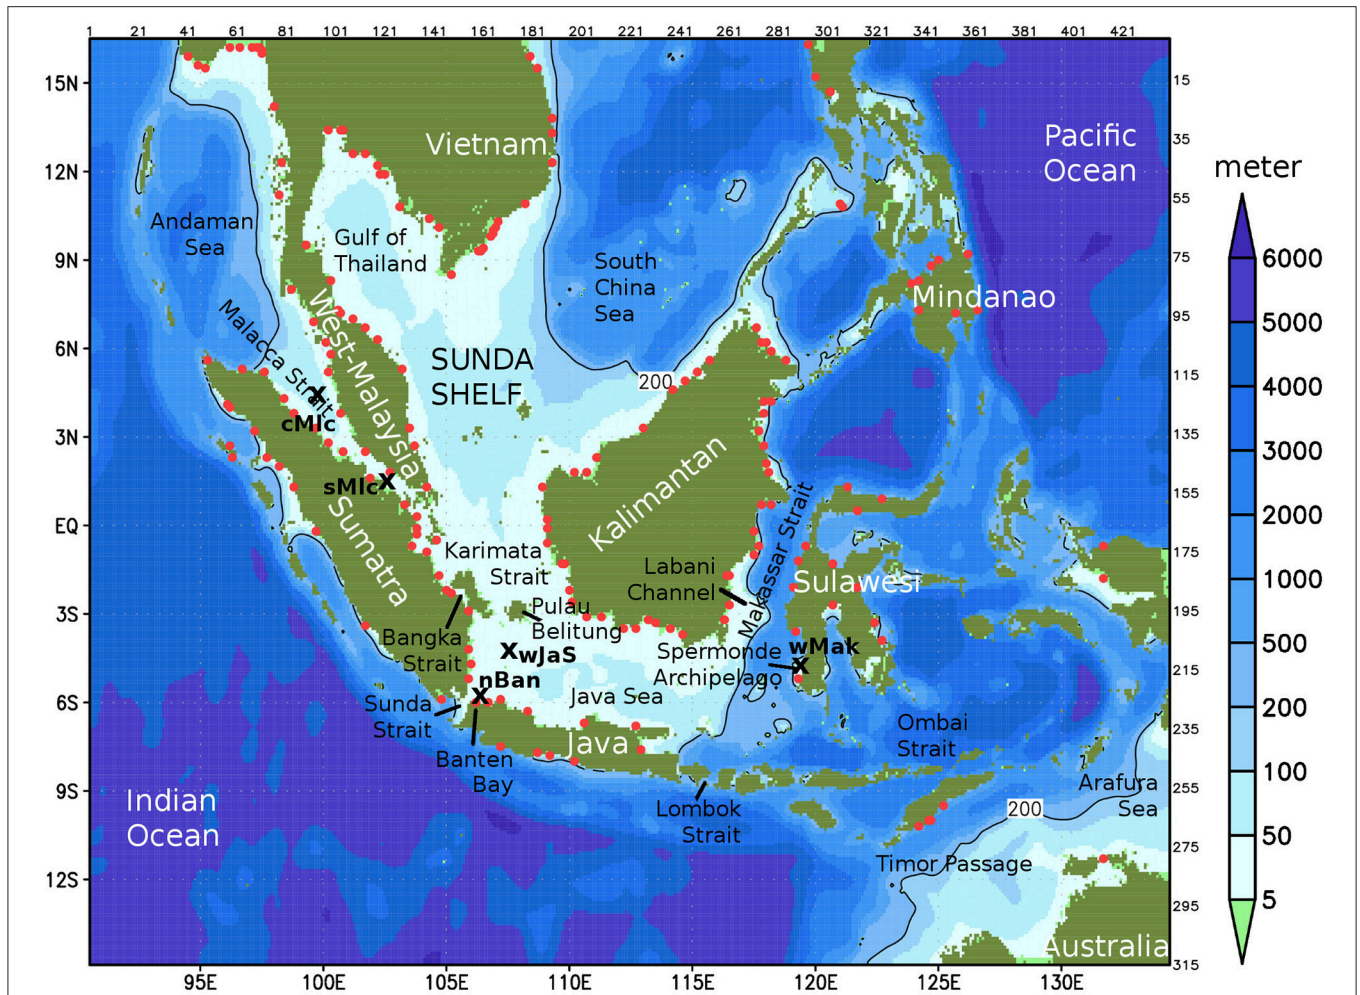 1 21 41 61 81 101 121 141 161 181 201 221 241 261 281 301 321 341 361 381 401 421
15N
12N
9N
6N
3N
EQ
3S
6S
9S
12S
Vietnam
Pacific
Ocean
Andaman
Sea
Gulf of
Thailand
South
China
Sea
Mindanao
Malacca Strait
West-Malaysia
SUNDA
SHELF
200
cMlc
sMlc
Sumatra
Kalimantan
Makassar Strait
Karimata
Strait
Labani
Channel
Sulawesi
Pulau
Belitung
Bangka
Strait
wJaS
Spermonde
Archipelago
wMak
nBan
Java Sea
Sunda
Strait
Java
Ombai
Strait
Banten
Bay
Indian
Ocean
Lombok
Strait
Arafura
Sea
200
Timor Passage
Australia
15
35
55
75
95
115
135
155
175
195
215
235
255
275
295
315
95E 100E 105E 110E 115E 120E 125E 130E
meter
6000
5000
4000
3000
2000
1000
500
200
100
50
5